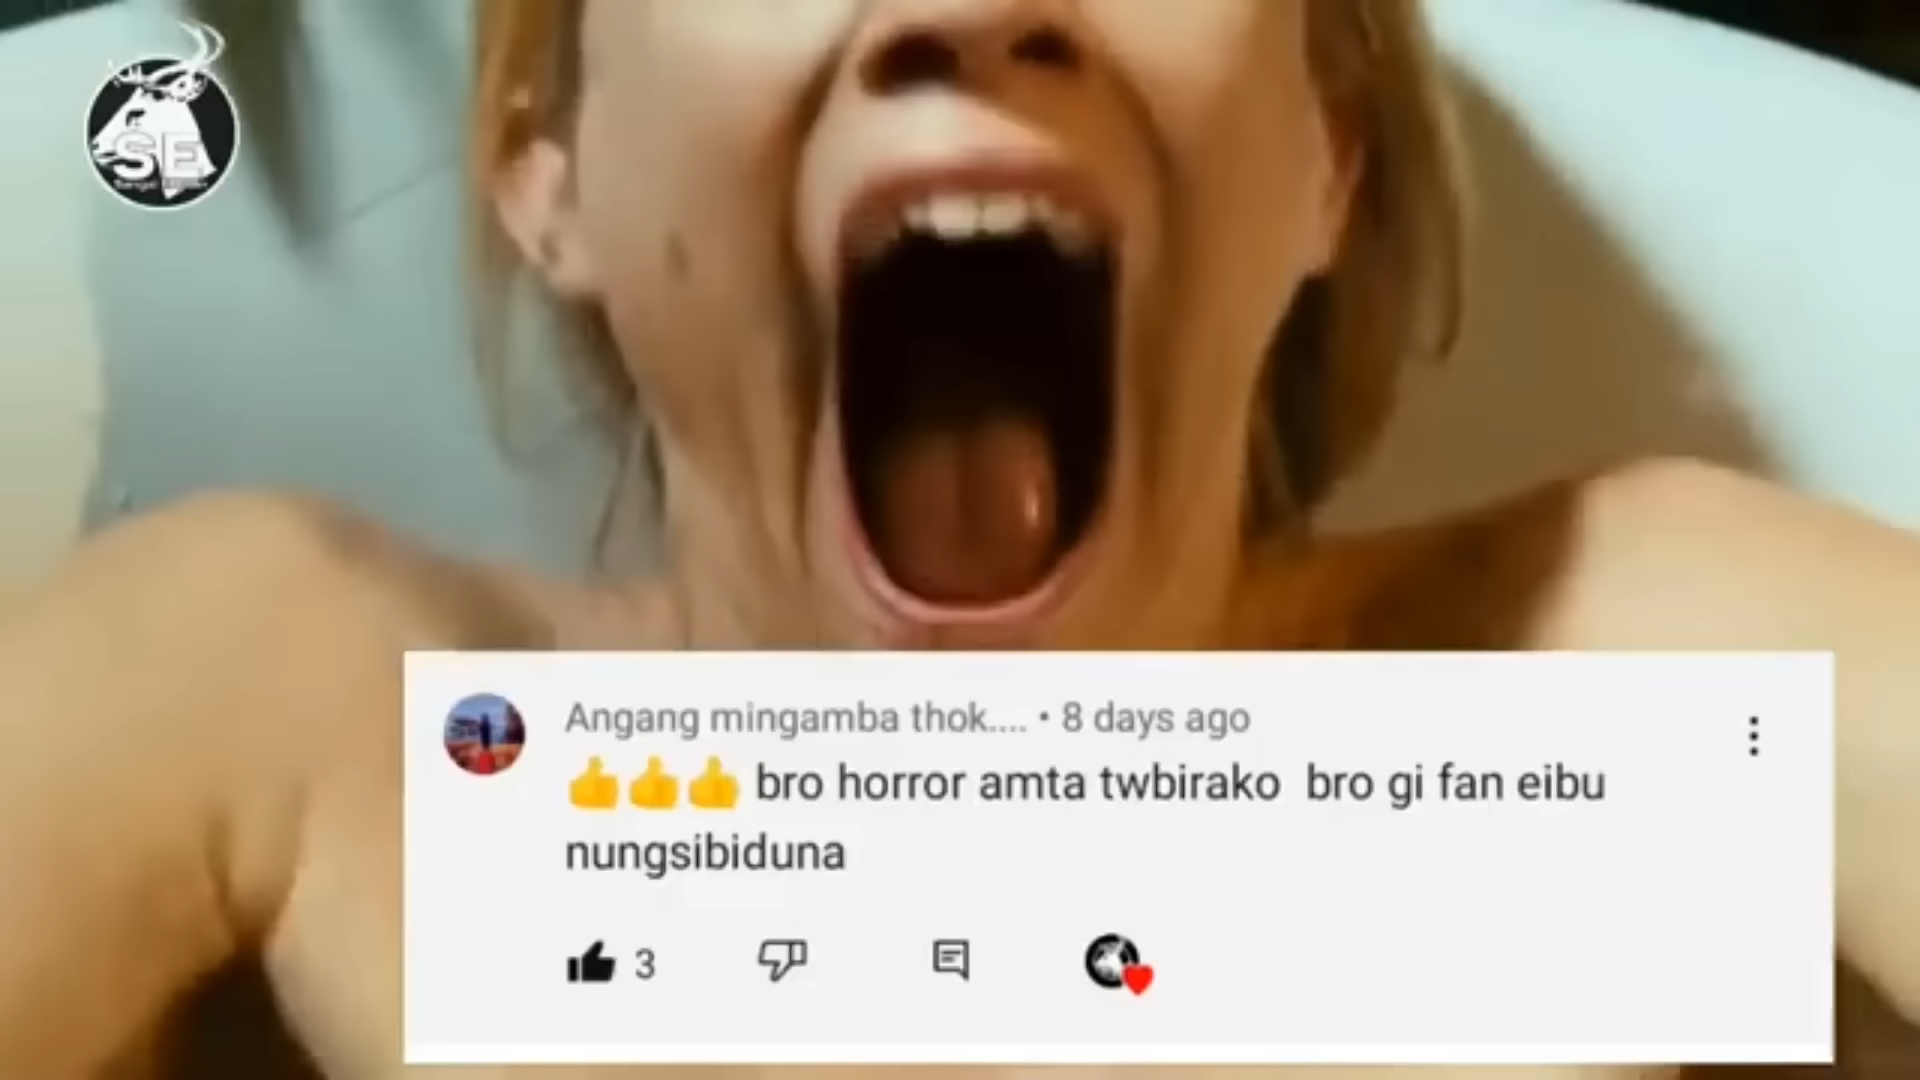 SE
Angang mingamba thok.... • 8 days ago
👍👍👍 bro horror amta twbirako bro gi fan eibu
nungsibiduna
3